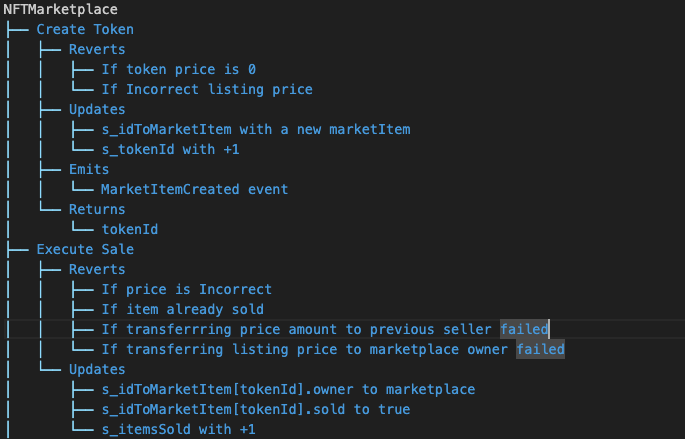 NFTMarketplace
├── Create Token
│   ├── Reverts
│   │   ├── If token price is 0
│   │   └── If Incorrect listing price
│   ├── Updates
│   │   ├── s_idToMarketItem with a new marketItem
│   │   └── s_tokenId with +1
│   ├── Emits
│   │   └── MarketItemCreated event
│   └── Returns
│       └── tokenId
├── Execute Sale
│   ├── Reverts
│   │   ├── If price is Incorrect
│   │   ├── If item already sold
│   │   ├── If transferrring price amount to previous seller failed
│   │   └── If transferring listing price to marketplace owner failed
│   └── Updates
│       ├── s_idToMarketItem[tokenId].owner to marketplace
│       ├── s_idToMarketItem[tokenId].sold to true
│       └── s_itemsSold with +1